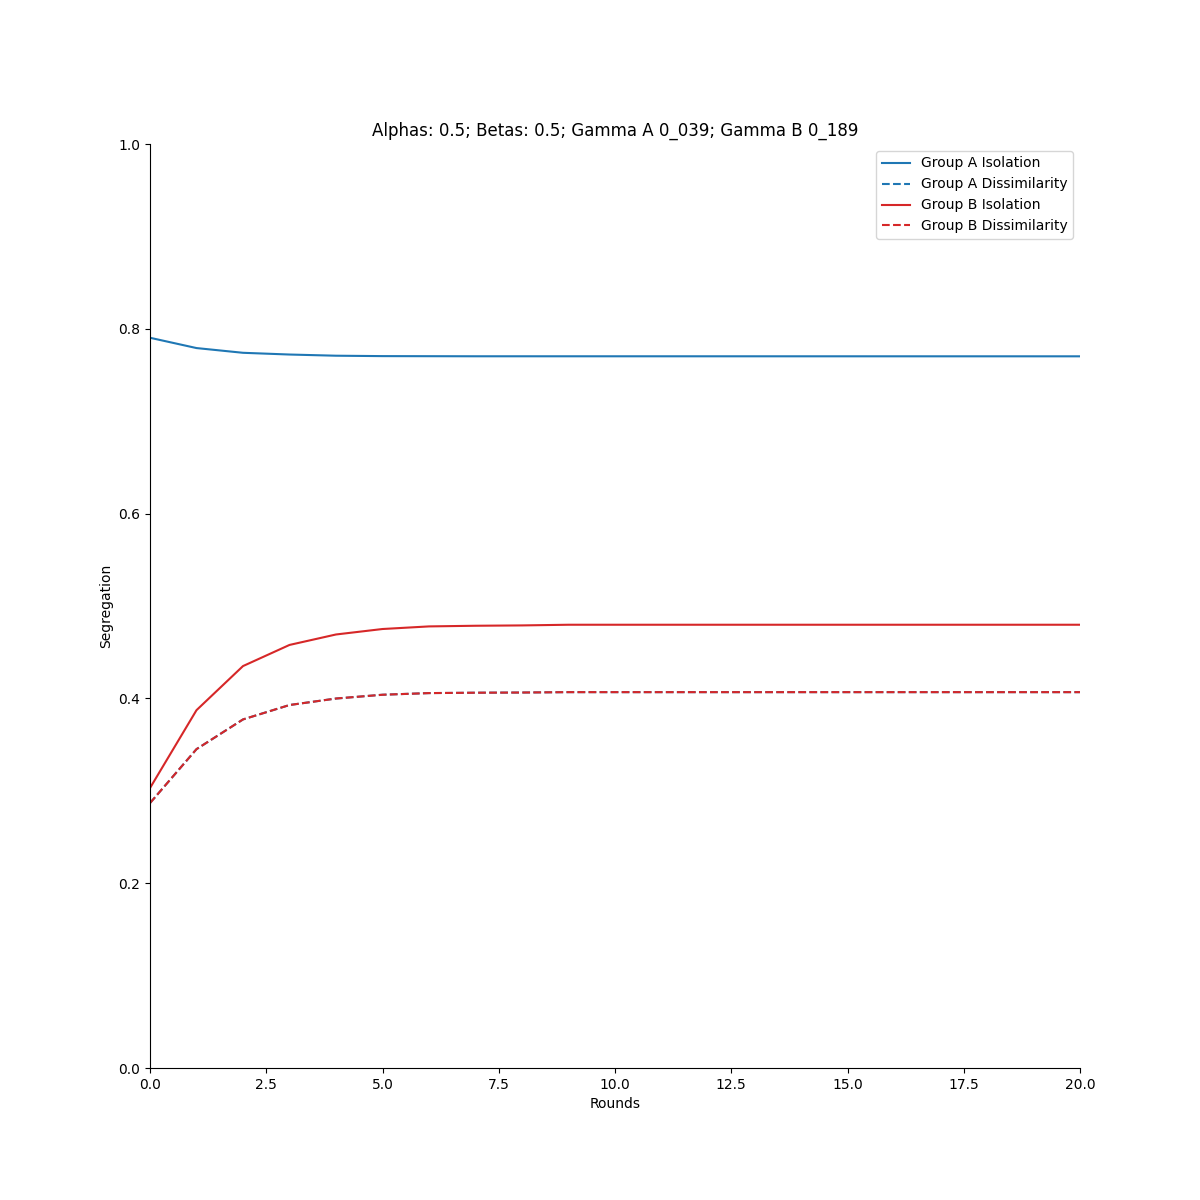 Alphas: 0.5; Betas: 0.5; Gamma A 0_039; Gamma B 0_189
Group A Isolation
Group A Dissimilarity
Group B Isolation
Group B Dissimilarity
1.0
0.8
0.6
0.4
0.2
0.0
Segregation
0.0 2.5 5.0 7.5 10.0 12.5 15.0 17.5 20.0
Rounds